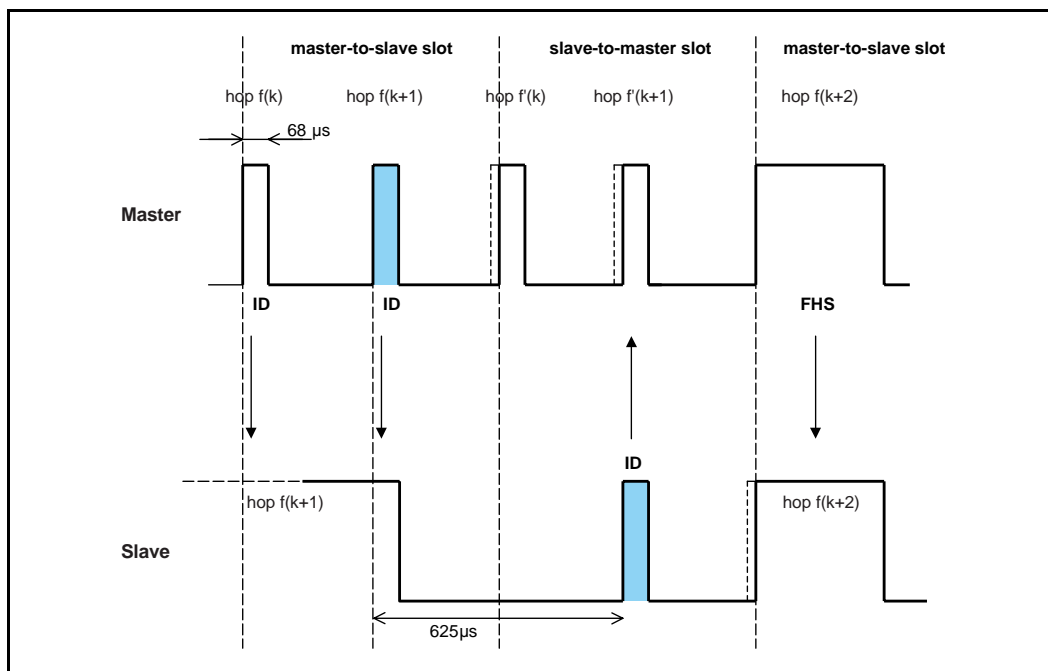 master-to-slave slot slave-to-master slot master-to-slave slot
hop f(k) hop f(k+1) hop f'(k) hop f'(k+1) hop f(k+2)
68 µs
Master
ID ID FHS
ID
hop f(k+1) hop f(k+2)
Slave
625µs